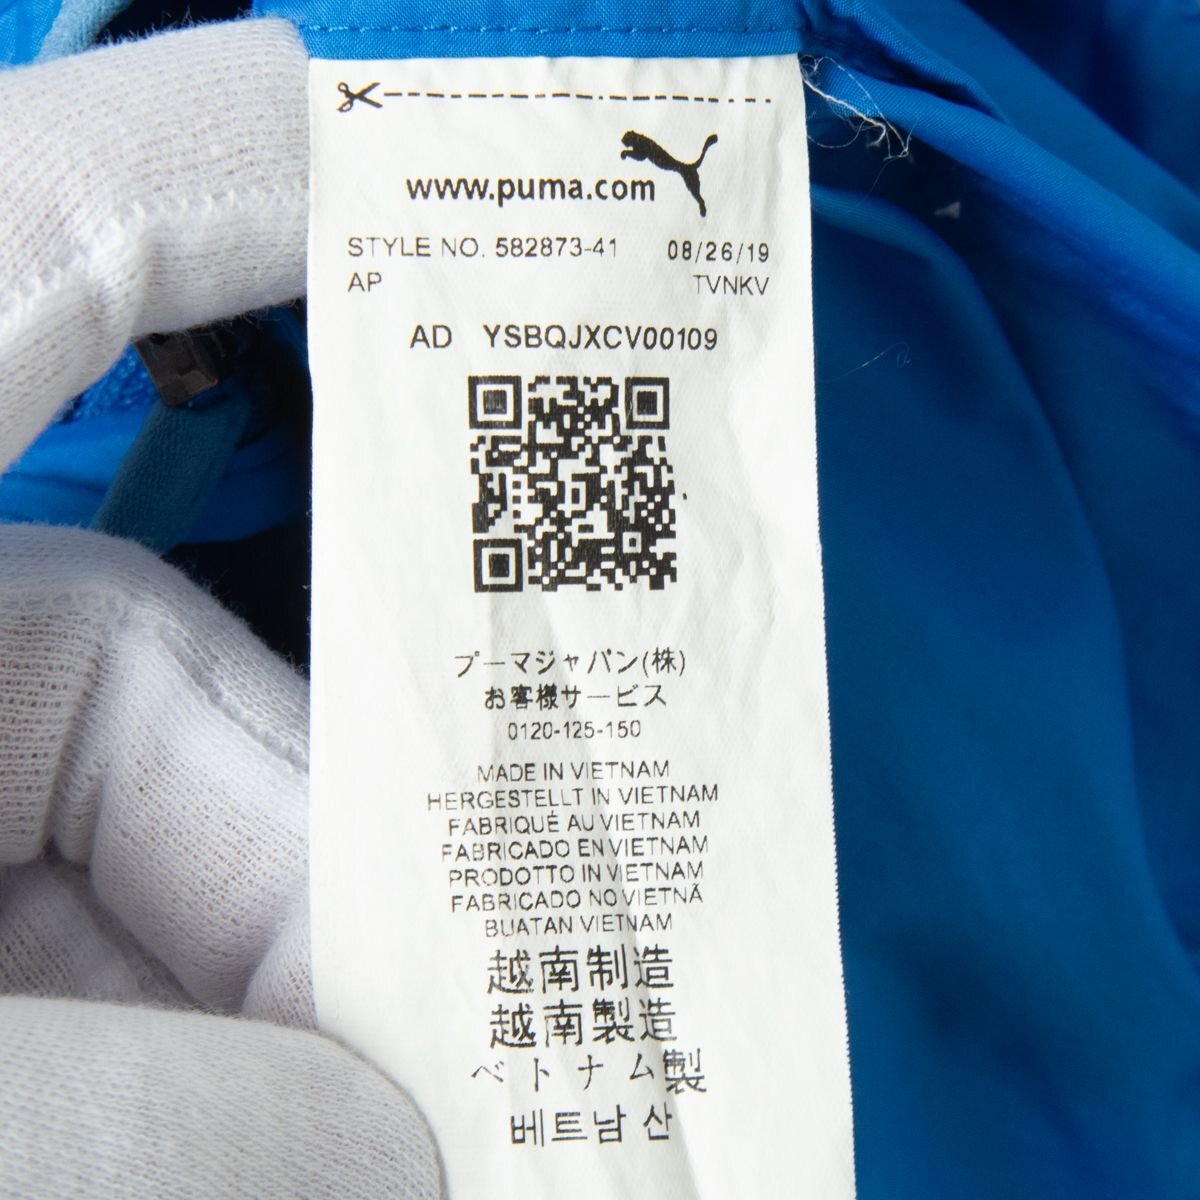 www.puma.com
STYLE NO. 582873-41 08/26/19
AP TVNKV
AD YSBQJXCV00109
プーマジャパン(株)
お客様サービス
0120-125-150
MADE IN VIETNAM
HERGESTELLT IN VIETNAM
FABRIQUÉ AU VIETNAM
FABRICADO EN VIETNAM
PRODOTTO IN VIETNAM
FABRICADO NO VIETNÃ
BUATAN VIETNAM
越南制造
越南製造
ベトナム製
베트남 산